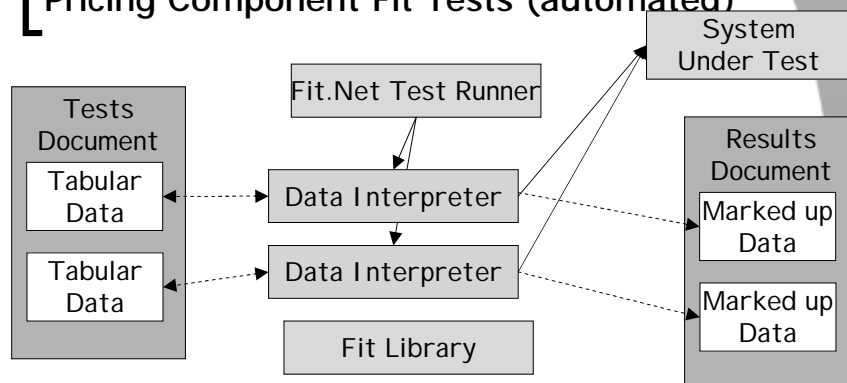 Pricing Component Fit Tests (automated)
System
Under Test
Fit.Net Test Runner
Tests
Document
Tabular
Data
Tabular
Data
Data Interpreter
Data Interpreter
Fit Library
Results
Document
Marked up
Data
Marked up
Data